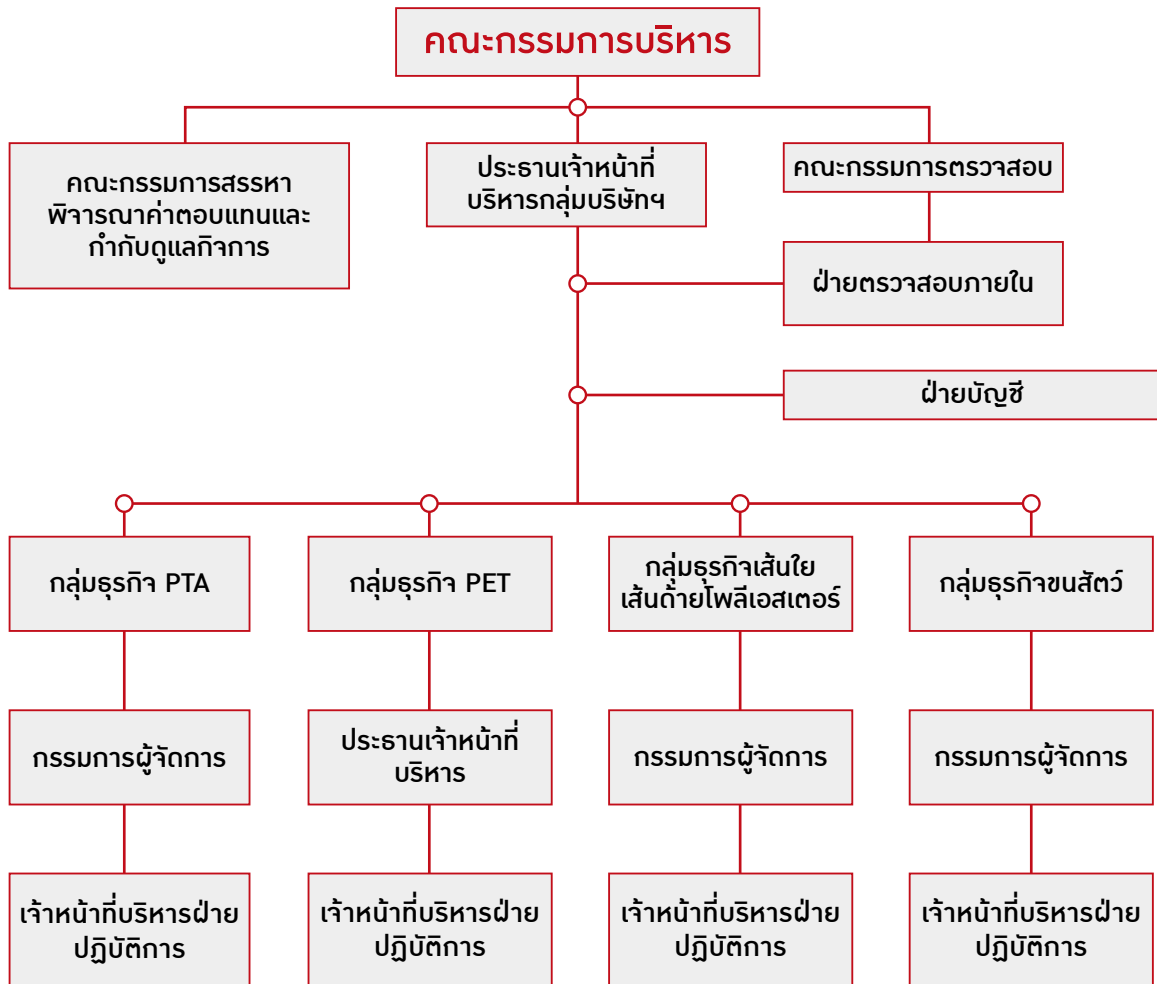 คณะกรรมการบริหาร
คณะกรรมการสรรหา
พิจารณาค่าตอบแทนและ
กำกับดูแลกิจการ
ประธานเจ้าหน้าที่
บริหารกลุ่มบริษัทฯ
คณะกรรมการตรวจสอบ
ฝ่ายตรวจสอบภายใน
ฝ่ายบัญชี
กลุ่มธุรกิจ PTA
กลุ่มธุรกิจ PET
กลุ่มธุรกิจเส้นใย
เส้นด้ายโพลีเอสเตอร์
กลุ่มธุรกิจขนสัตว์
กรรมการผู้จัดการ
ประธานเจ้าหน้าที่
บริหาร
กรรมการผู้จัดการ
กรรมการผู้จัดการ
เจ้าหน้าที่บริหารฝ่าย
ปฏิบัติการ
เจ้าหน้าที่บริหารฝ่าย
ปฏิบัติการ
เจ้าหน้าที่บริหารฝ่าย
ปฏิบัติการ
เจ้าหน้าที่บริหารฝ่าย
ปฏิบัติการ